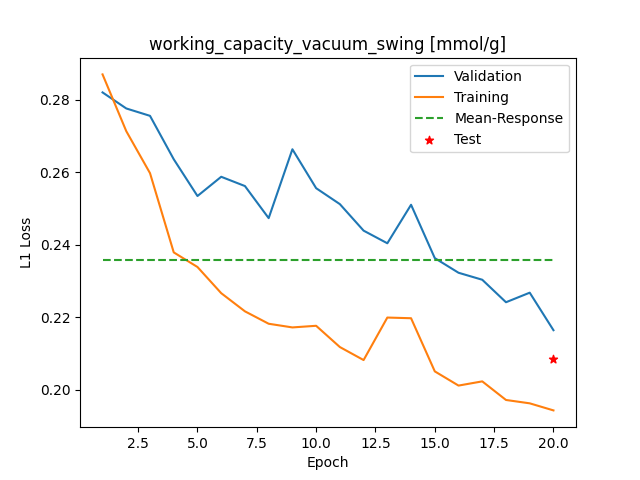 working_capacity_vacuum_swing [mmol/g]
Validation
Training
Mean-Response
Test
L1 Loss
0.28
0.26
0.24
0.22
0.20
2.5 5.0 7.5 10.0 12.5 15.0 17.5 20.0
Epoch